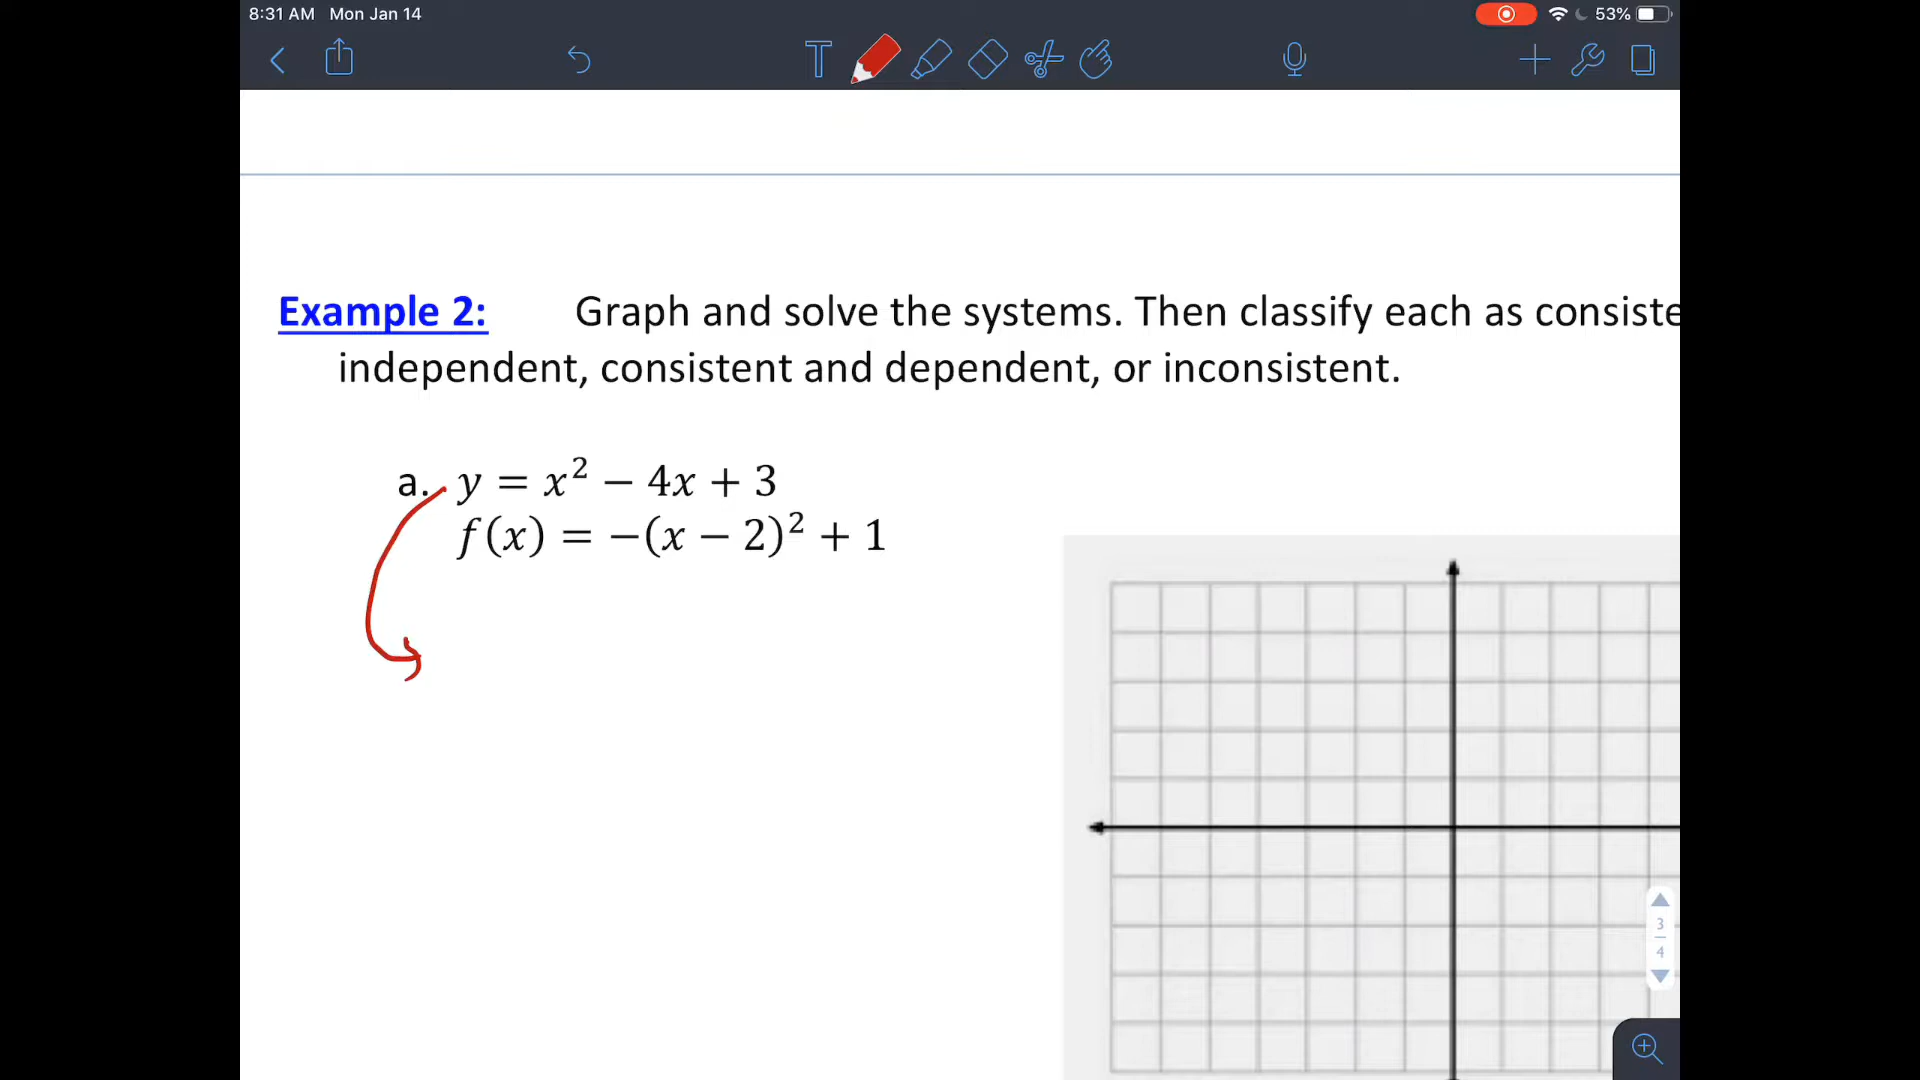 8:31 AM Mon Jan 14
53%
T
Example 2: Graph and solve the systems. Then classify each as consiste
independent, consistent and dependent, or inconsistent.
a. y = x² − 4x + 3
f(x) = −(x − 2)² + 1
3
4